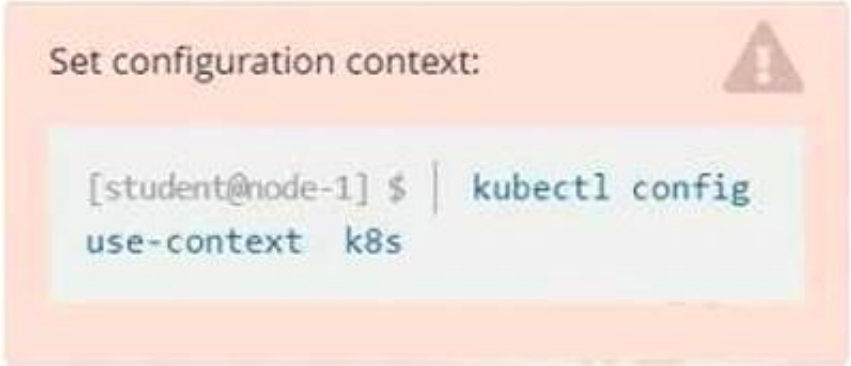 Set configuration context:
[student@node-1] $ | kubectl config
use-context k8s